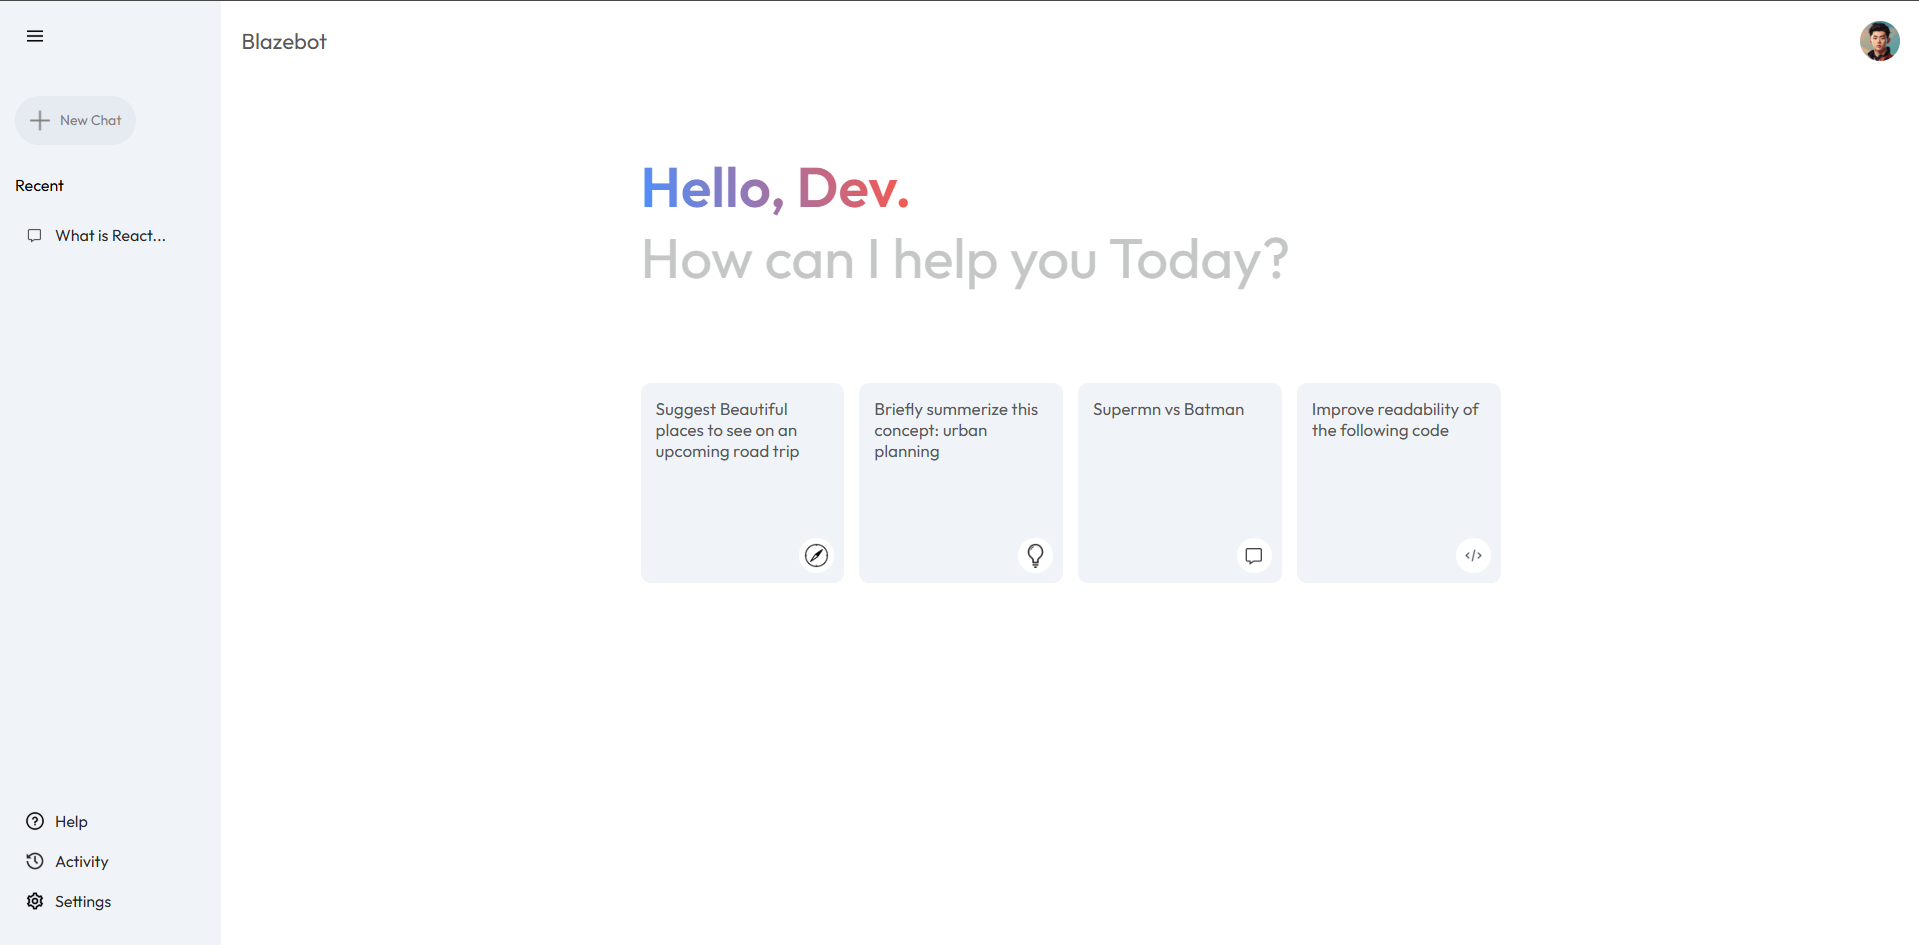 Blazebot
New Chat
Recent
What is React...
Help
Activity
Settings
Hello, Dev.
How can I help you Today?
Suggest Beautiful
places to see on an
upcoming road trip
Briefly summerize this
concept: urban
planning
Supermn vs Batman
Improve readability of
the following code